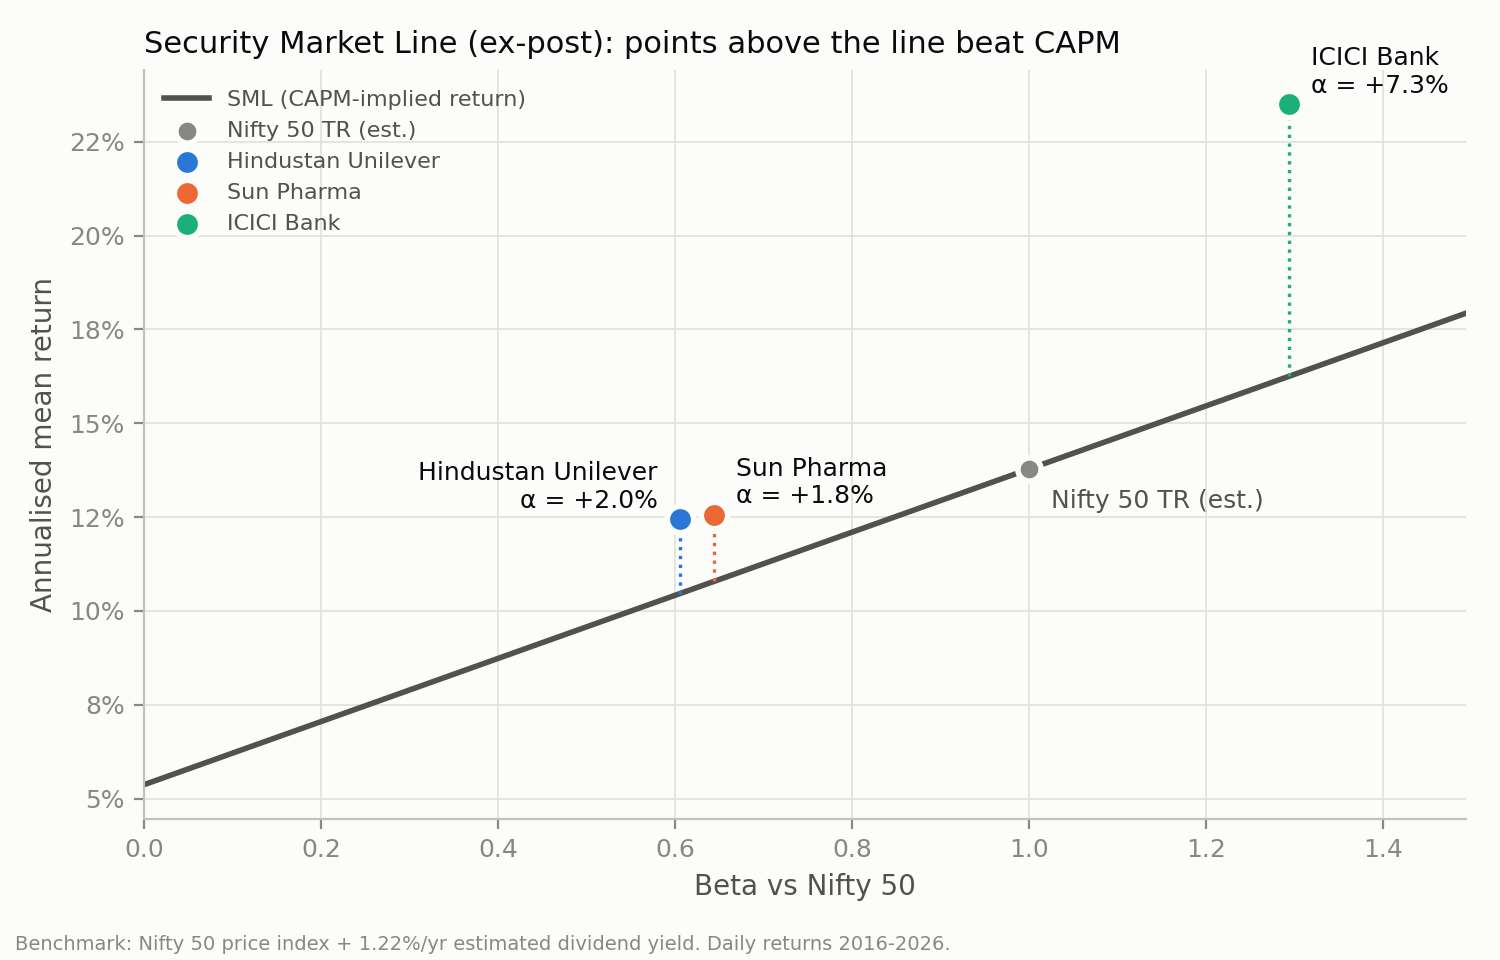 Security Market Line (ex-post): points above the line beat CAPM
ICICI Bank
α = +7.3%
SML (CAPM-implied return)
Nifty 50 TR (est.)
Hindustan Unilever
Sun Pharma
ICICI Bank
22%
20%
18%
15%
12%
10%
8%
5%
Annualised mean return
Hindustan Unilever
α = +2.0%
Sun Pharma
α = +1.8%
Nifty 50 TR (est.)
0.0 0.2 0.4 0.6 0.8 1.0 1.2 1.4
Beta vs Nifty 50
Benchmark: Nifty 50 price index + 1.22%/yr estimated dividend yield. Daily returns 2016-2026.